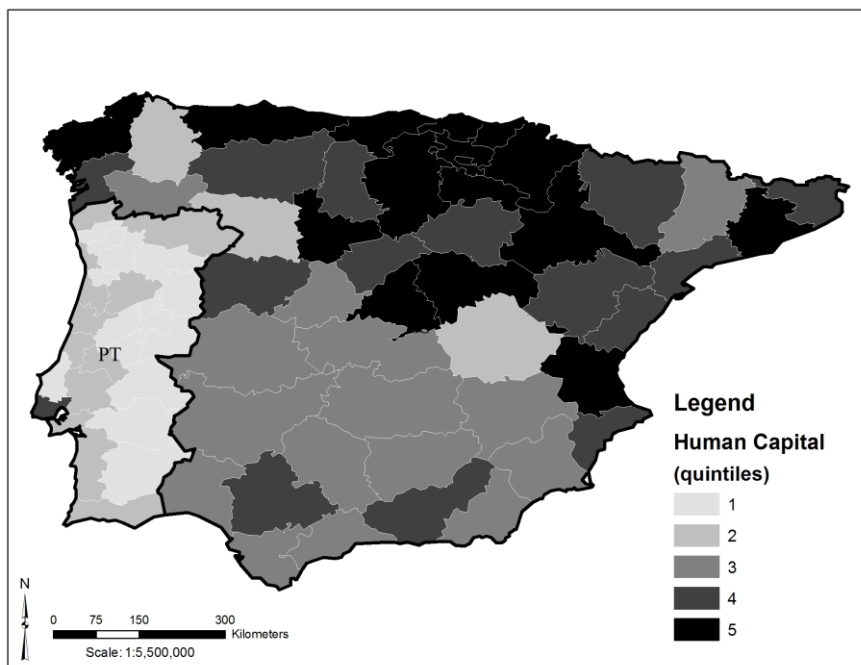 PT
Legend
Human Capital
(quintiles)
1
2
3
4
5
N
0 75 150 300
Kilometers
Scale: 1:5,500,000